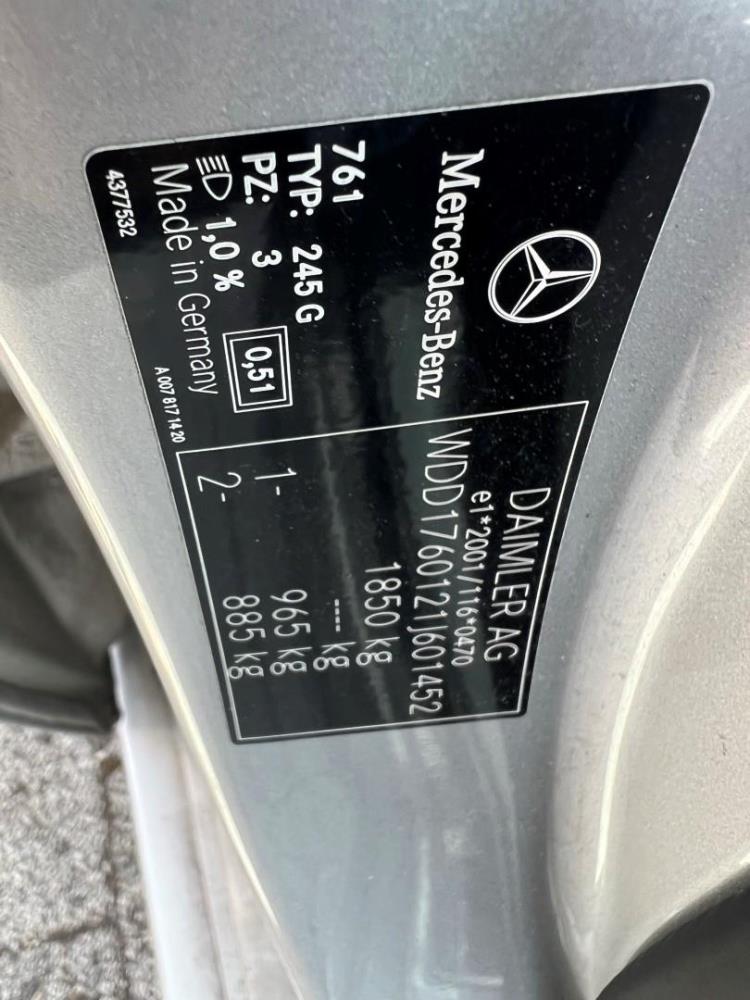 Mercedes-Benz
761
TYP: 245 G
PZ: 3
1,0 %
0,51
Made in Germany
4377532
A 007 817 14 20
DAIMLER AG
e1*2001/116*0470
WDD1760121J601452
1850 kg
---- kg
1- 965 kg
2- 885 kg